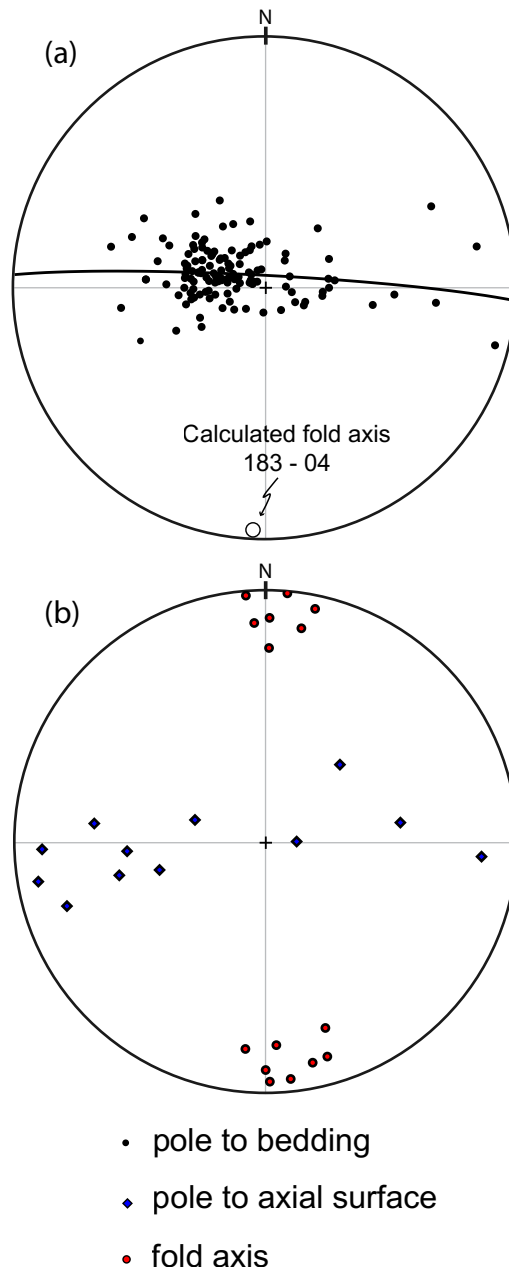 (a)
N
Calculated fold axis
183 - 04
(b)
N
pole to bedding
pole to axial surface
fold axis